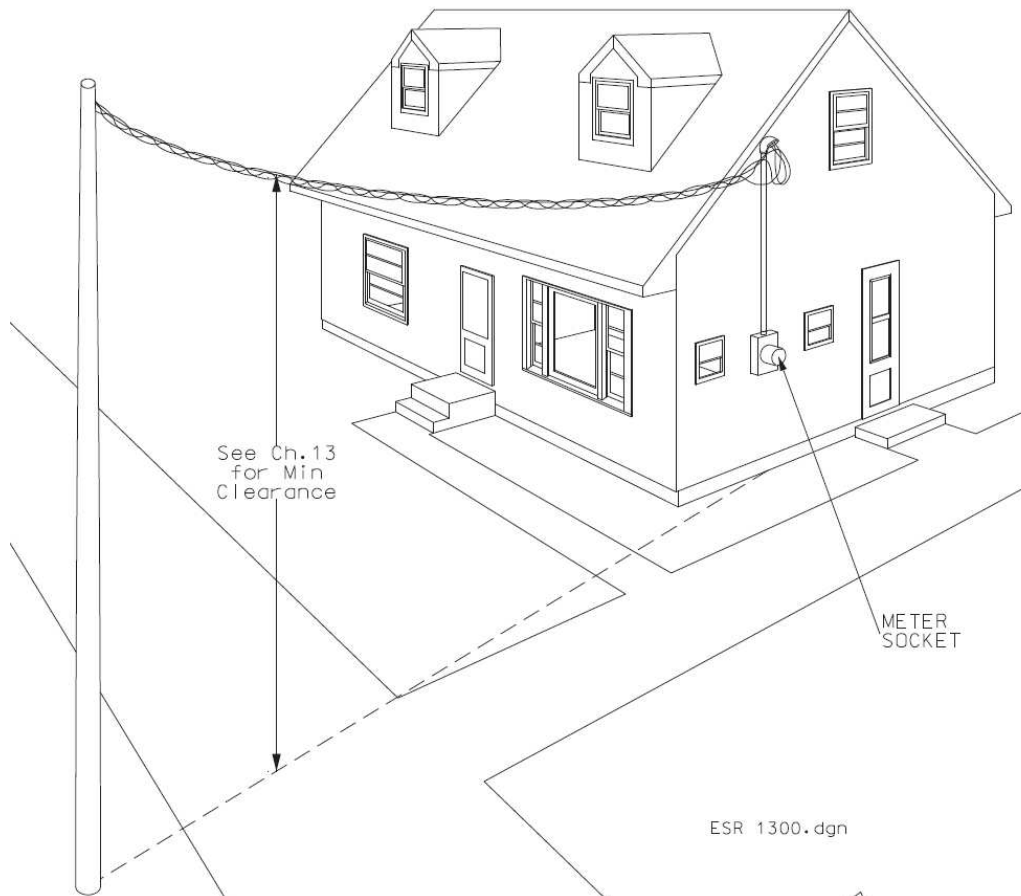 See Ch.13
for Min
Clearance
METER
SOCKET
ESR 1300.dgn